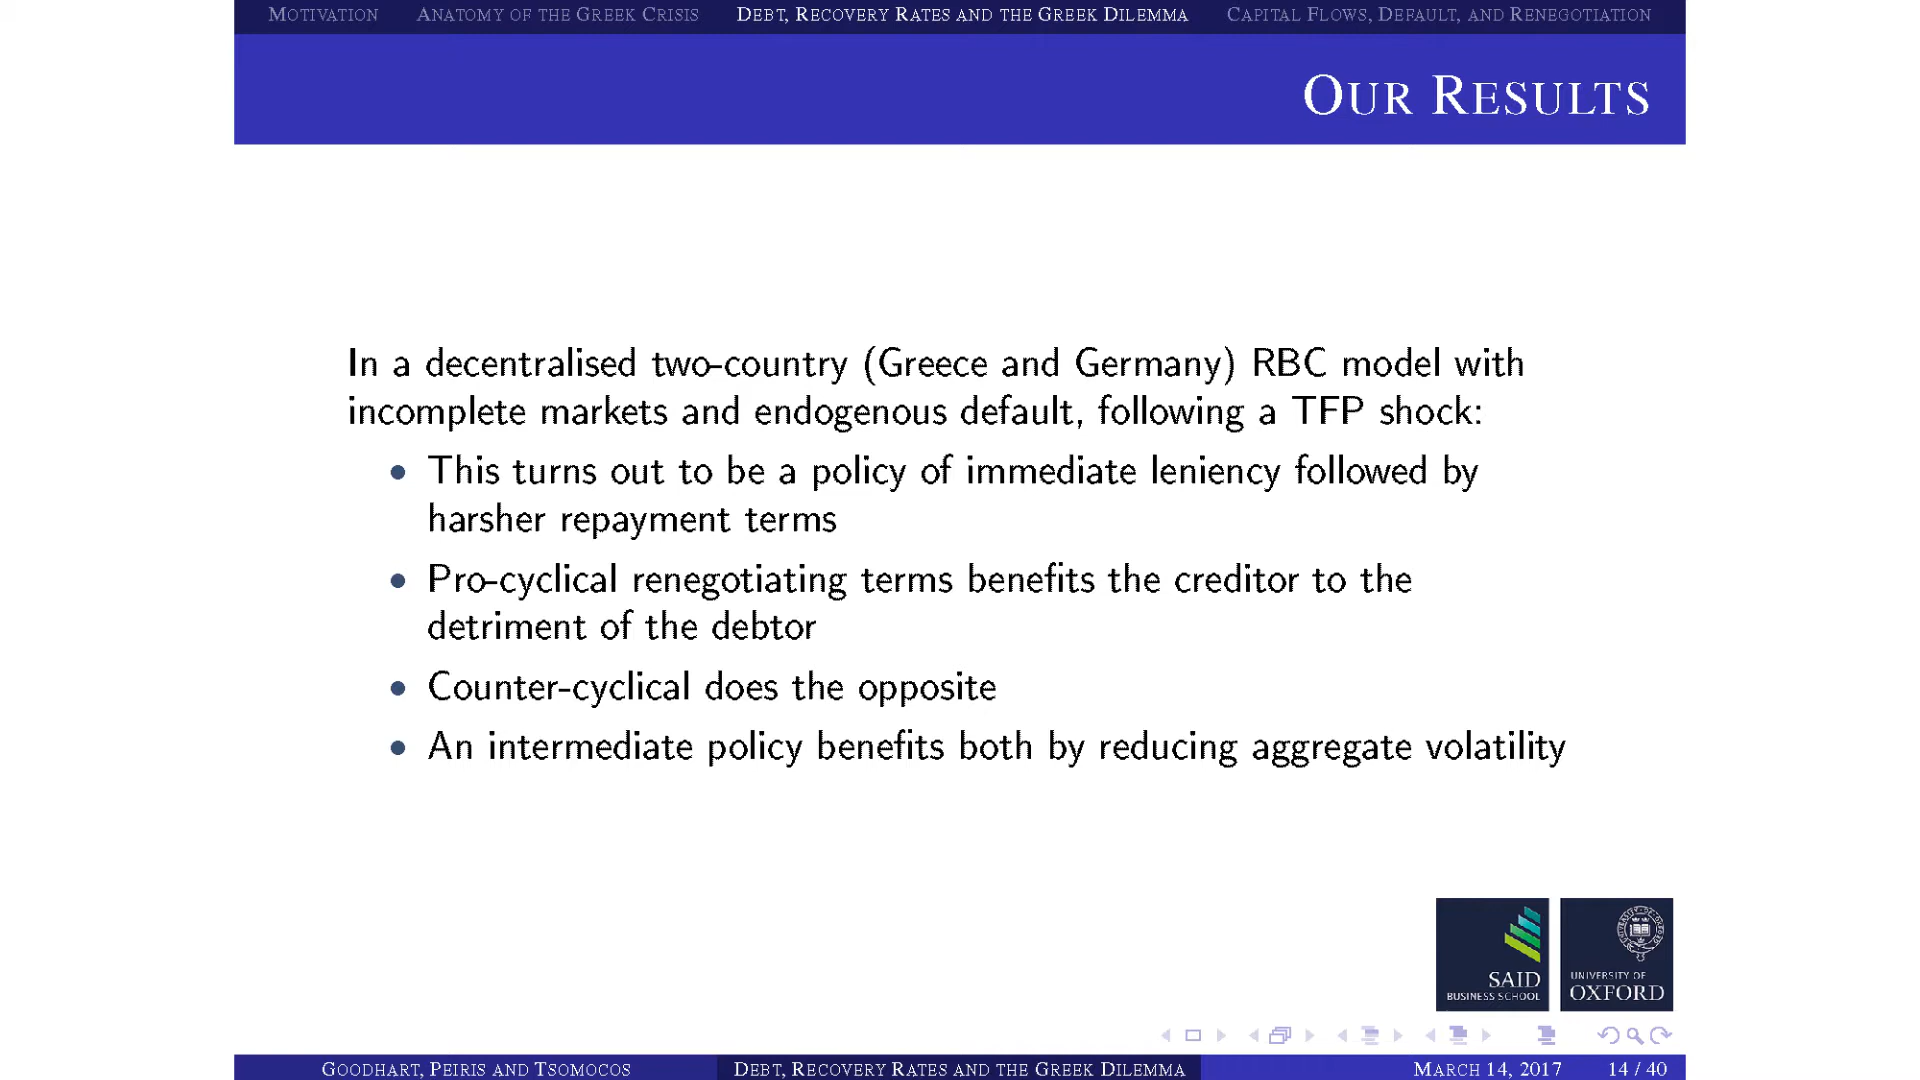 MOTIVATION ANATOMY OF THE GREEK CRISIS DEBT, RECOVERY RATES AND THE GREEK DILEMMA CAPITAL FLOWS, DEFAULT, AND RENEGOTIATION
OUR RESULTS
In a decentralised two-country (Greece and Germany) RBC model with
incomplete markets and endogenous default, following a TFP shock:
• This turns out to be a policy of immediate leniency followed by
harsher repayment terms
• Pro-cyclical renegotiating terms benefits the creditor to the
detriment of the debtor
• Counter-cyclical does the opposite
• An intermediate policy benefits both by reducing aggregate volatility
SAID
BUSINESS SCHOOL
UNIVERSITY OF
OXFORD
GOODHART, PEIRIS AND TSOMOCOS DEBT, RECOVERY RATES AND THE GREEK DILEMMA MARCH 14, 2017 14 / 40